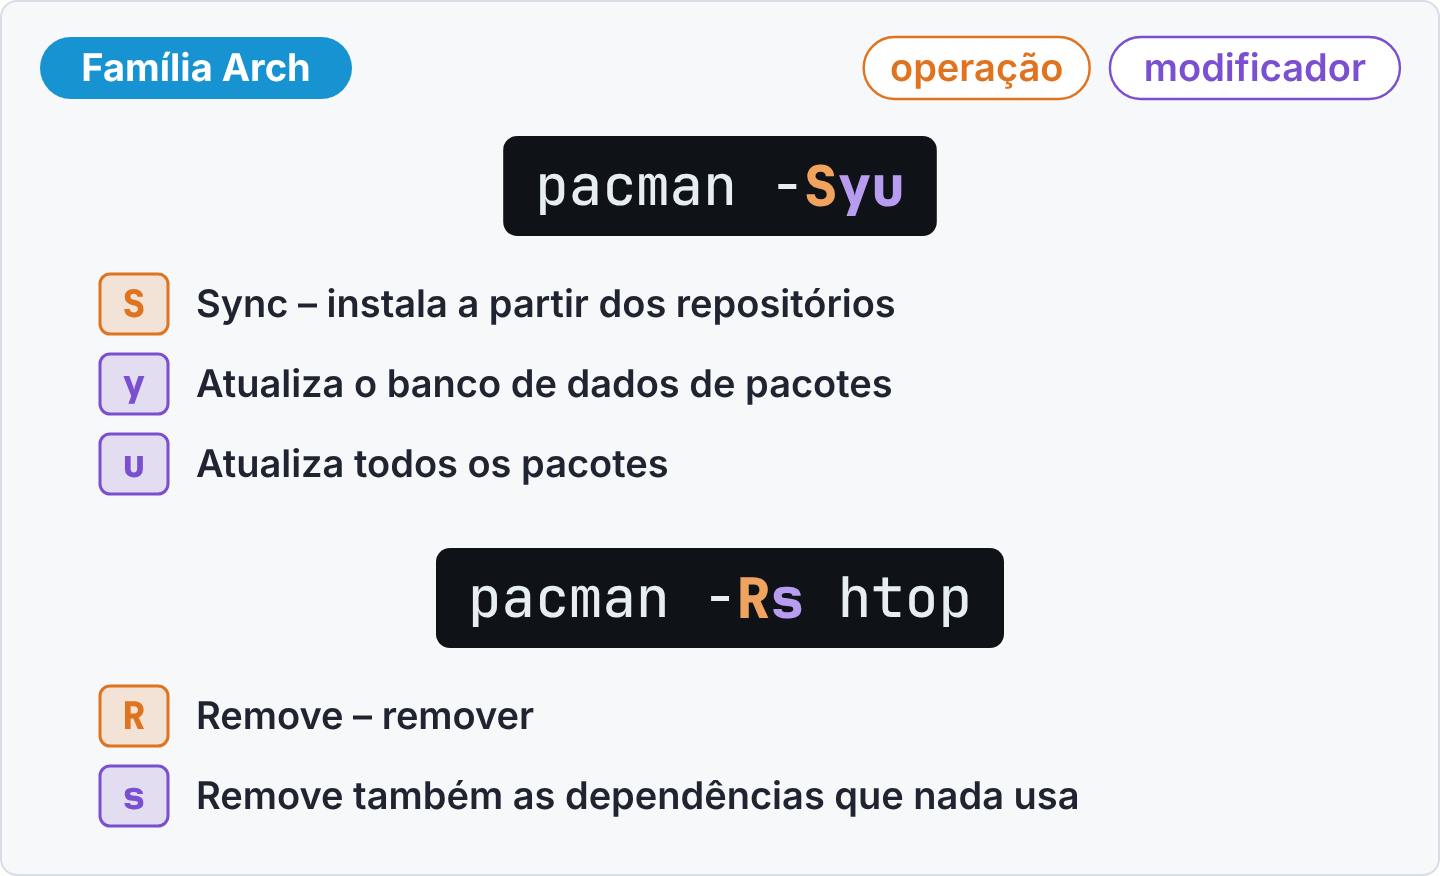 Família Arch
operação
modificador
pacman -Syu
S Sync – instala a partir dos repositórios
y Atualiza o banco de dados de pacotes
u Atualiza todos os pacotes
pacman -Rs htop
R Remove – remover
s Remove também as dependências que nada usa